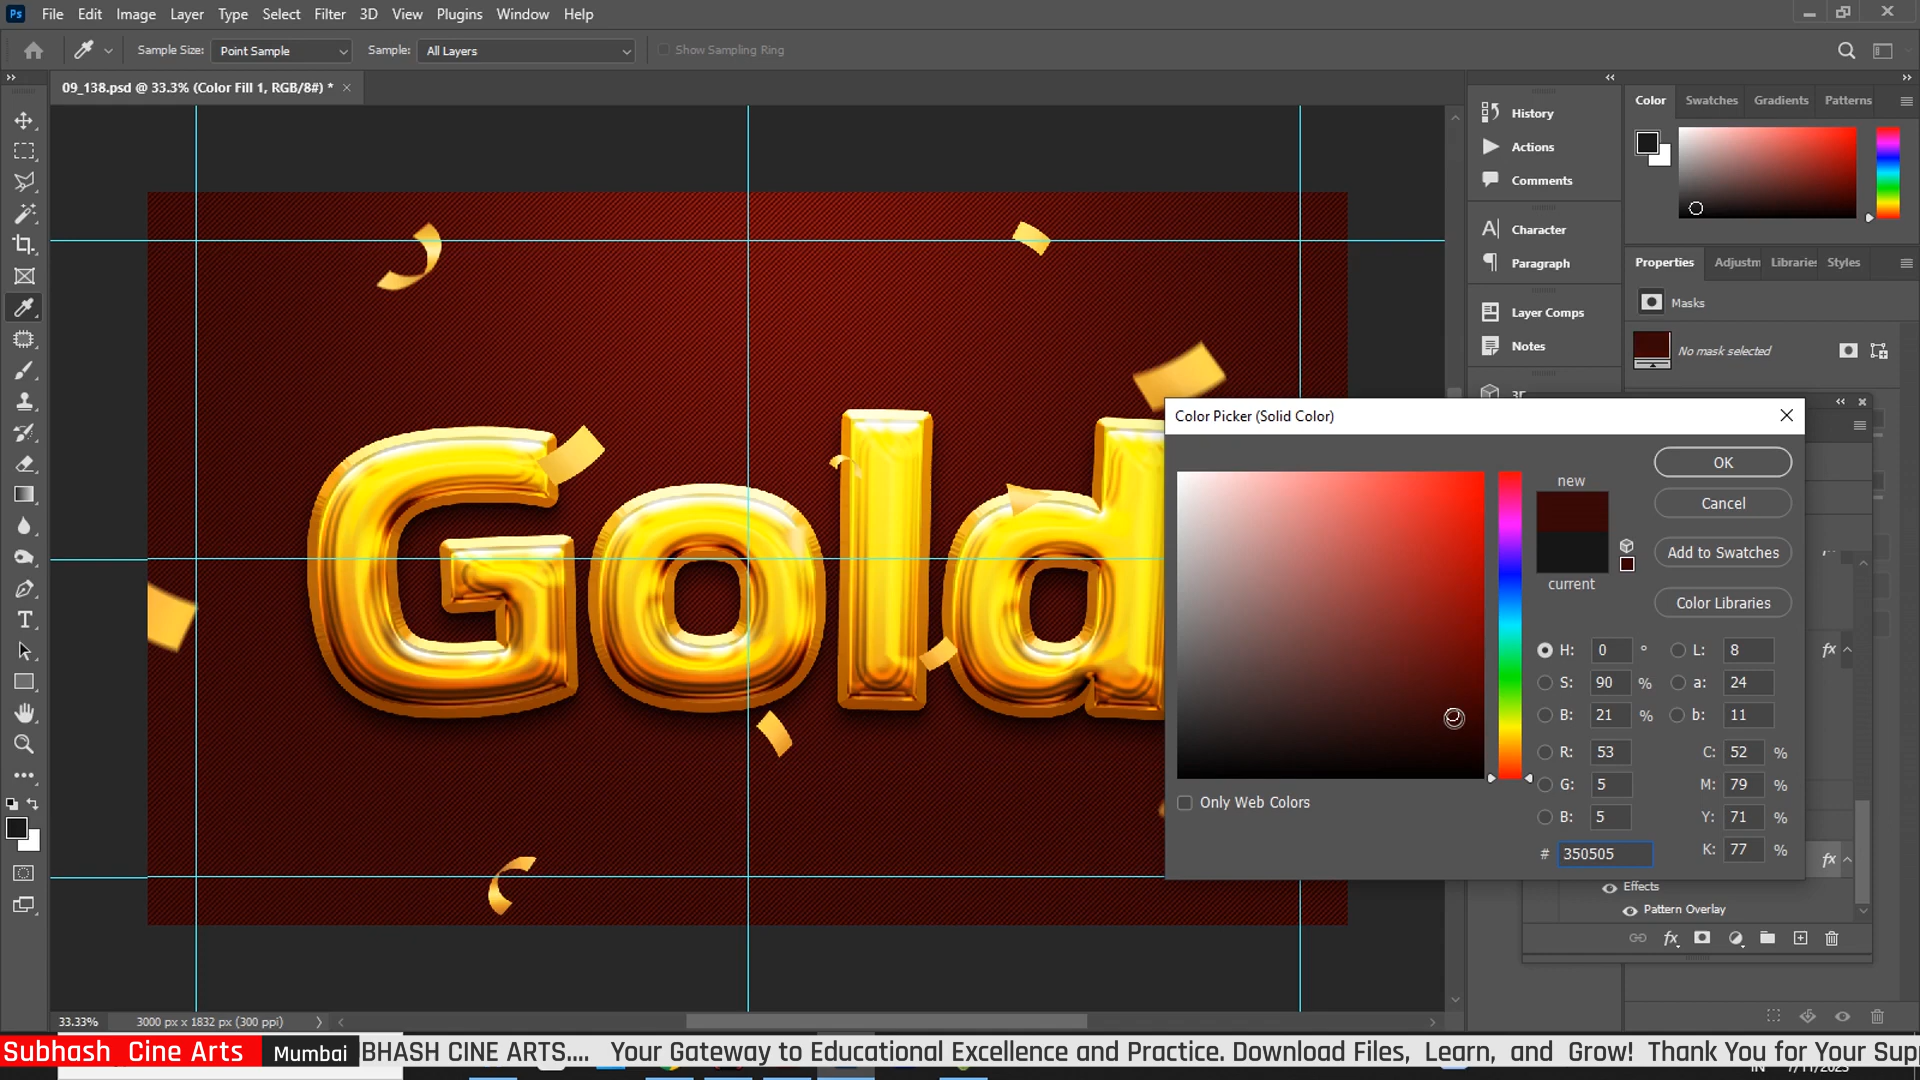 Ps File Edit Image Layer Type Select Filter 3D View Plugins Window Help
Sample Size: Point Sample Sample: All Layers Show Sampling Ring
09_138.psd @ 33.3% (Color Fill 1, RGB/8#) * ×
History
Actions
Comments
Character
Paragraph
Layer Comps
Notes
Color Swatches Gradients Patterns
Properties Adjustm Libraries Styles
Masks
No mask selected
Gold
Color Picker (Solid Color)
new
current
OK
Cancel
Add to Swatches
Color Libraries
H: 0 ° L: 8
S: 90 % a: 24
B: 21 % b: 11
R: 53 C: 52 %
G: 5 M: 79 %
B: 5 Y: 71 %
# 350505 K: 77 %
Only Web Colors
fx
fx
Effects
Pattern Overlay
fx
33.33% 3000 px x 1832 px (300 ppi)
Subhash Cine Arts Mumbai BHASH CINE ARTS.... Your Gateway to Educational Excellence and Practice. Download Files, Learn, and Grow! Thank You for Your Sup